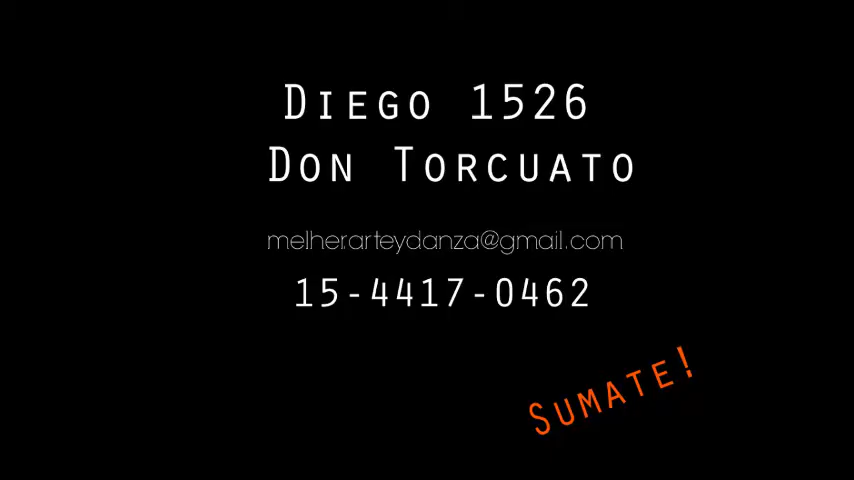 Diego 1526
Don Torcuato
melher.arteydanza@gmail.com
15-4417-0462
Sumate!